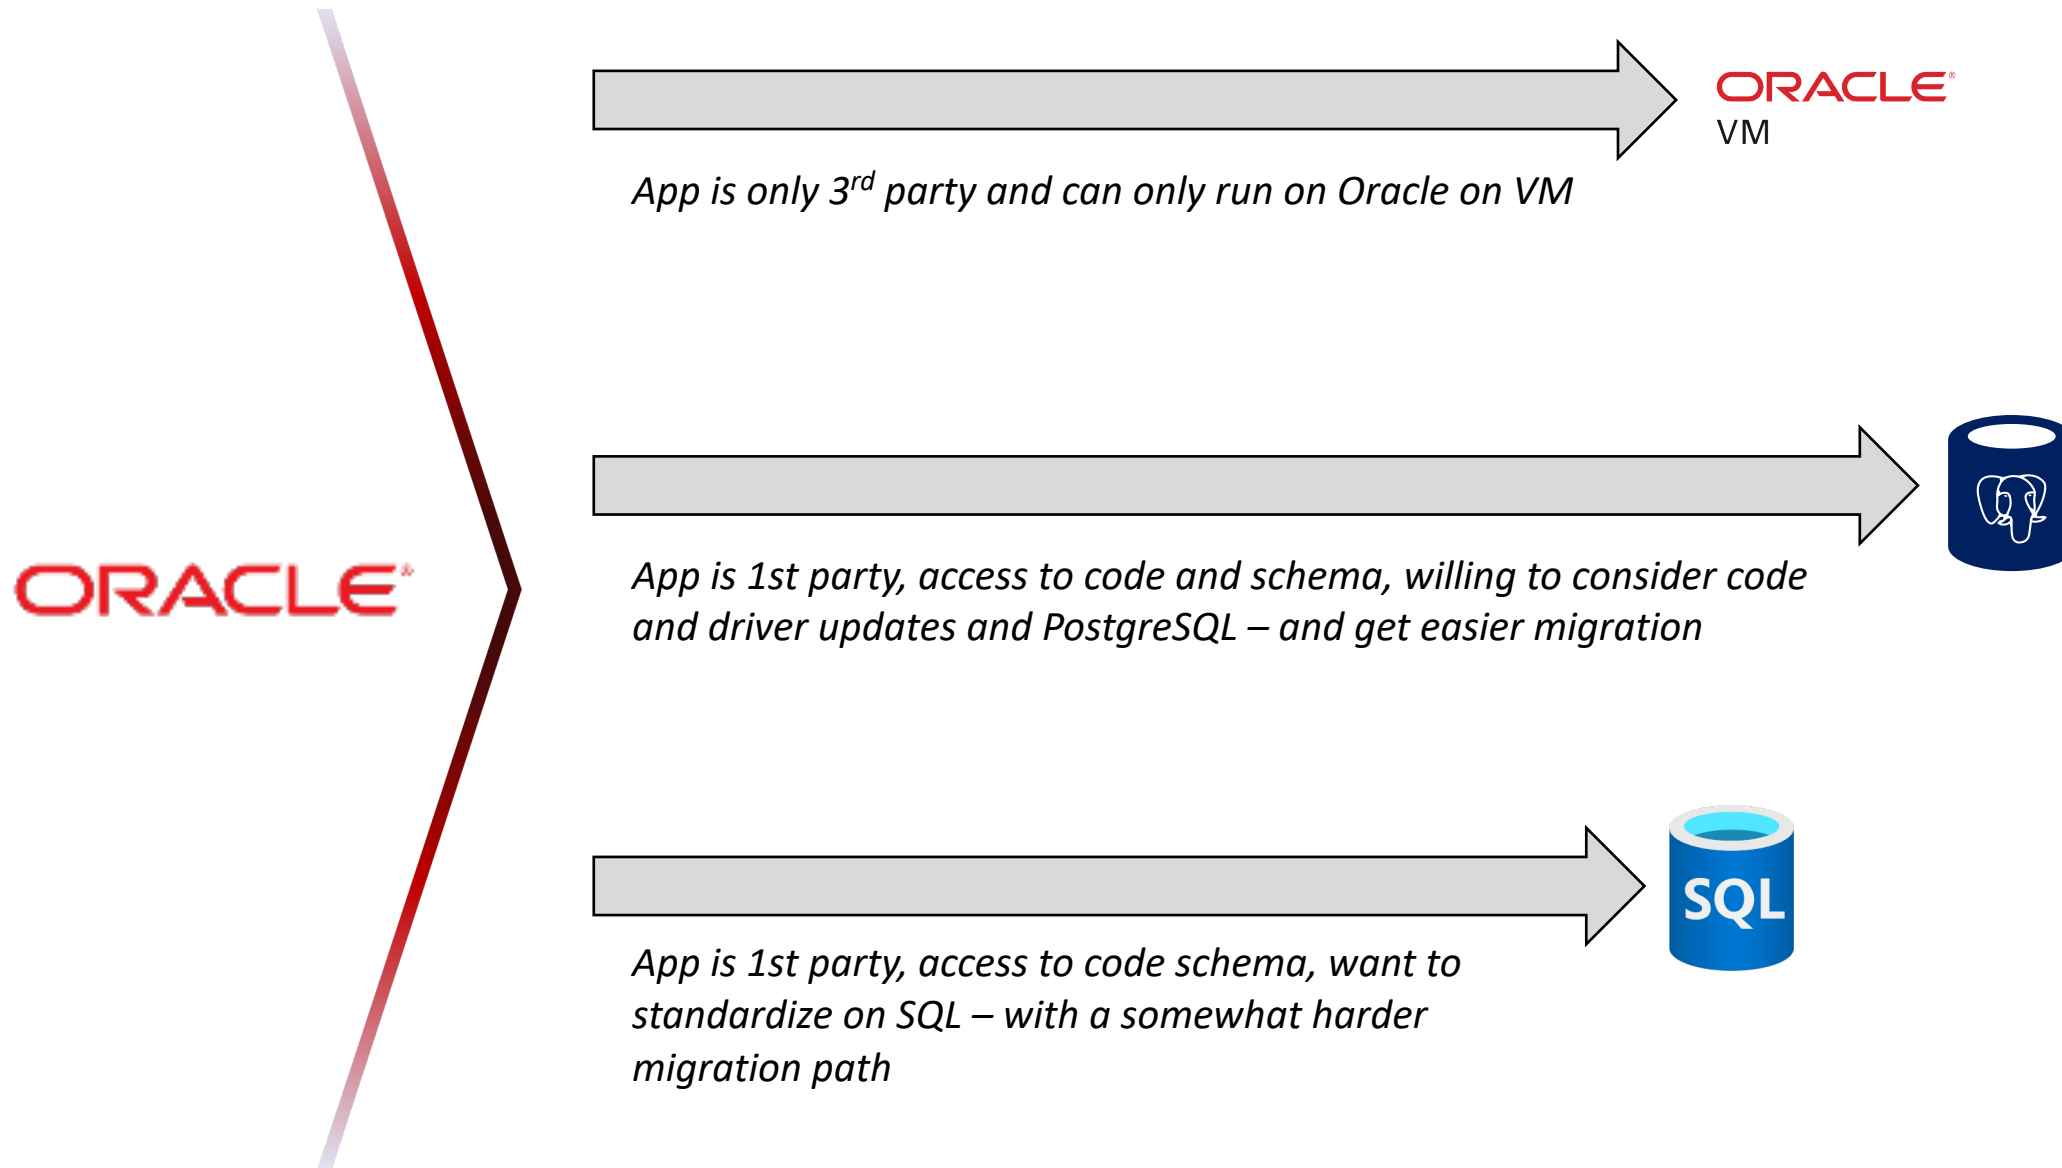 ORACLE®
VM
App is only 3rd party and can only run on Oracle on VM
ORACLE®
App is 1st party, access to code and schema, willing to consider code
and driver updates and PostgreSQL – and get easier migration
SQL
App is 1st party, access to code schema, want to
standardize on SQL – with a somewhat harder
migration path